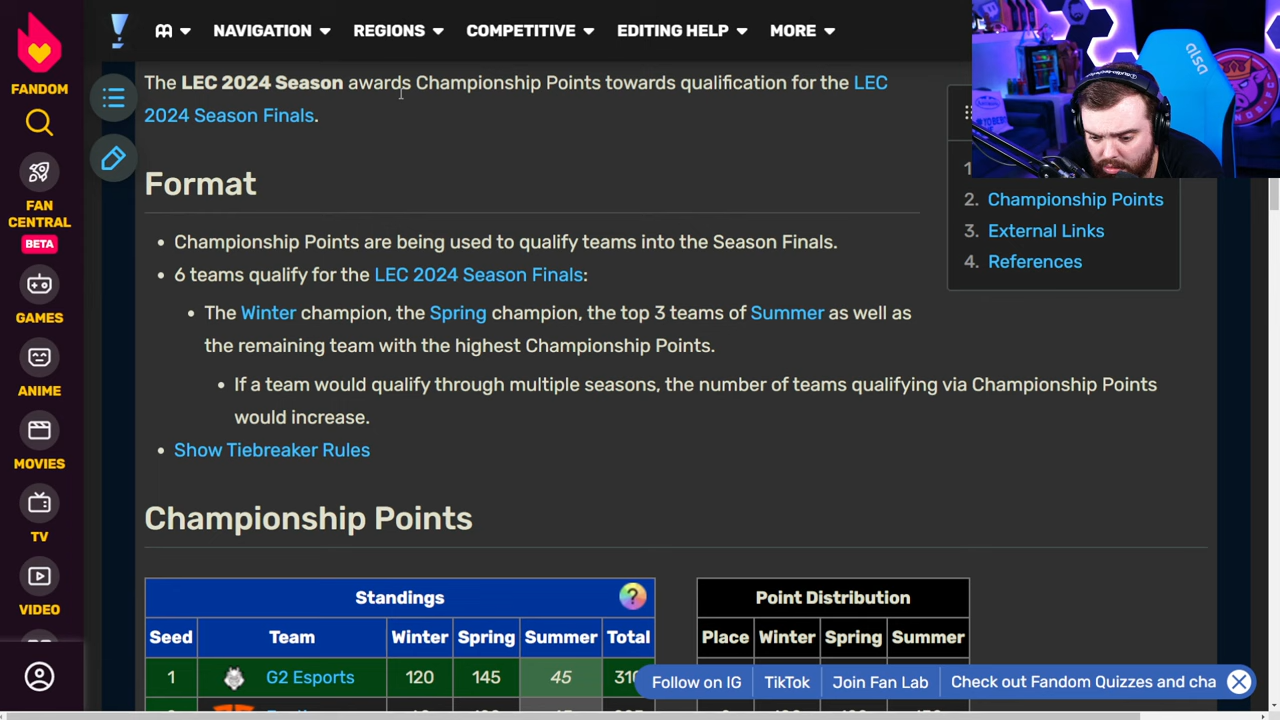 FANDOM
FAN
CENTRAL
BETA
GAMES
ANIME
MOVIES
TV
VIDEO
NAVIGATION
REGIONS
COMPETITIVE
EDITING HELP
MORE
The LEC 2024 Season awards Championship Points towards qualification for the LEC
2024 Season Finals.
1
2. Championship Points
3. External Links
4. References
Format
Championship Points are being used to qualify teams into the Season Finals.
6 teams qualify for the LEC 2024 Season Finals:
The Winter champion, the Spring champion, the top 3 teams of Summer as well as
the remaining team with the highest Championship Points.
If a team would qualify through multiple seasons, the number of teams qualifying via Championship Points
would increase.
Show Tiebreaker Rules
Championship Points
Standings ?
Seed Team Winter Spring Summer Total
1 G2 Esports 120 145 45 310
Point Distribution
Place Winter Spring Summer
Follow on IG TikTok Join Fan Lab Check out Fandom Quizzes and cha
alsa